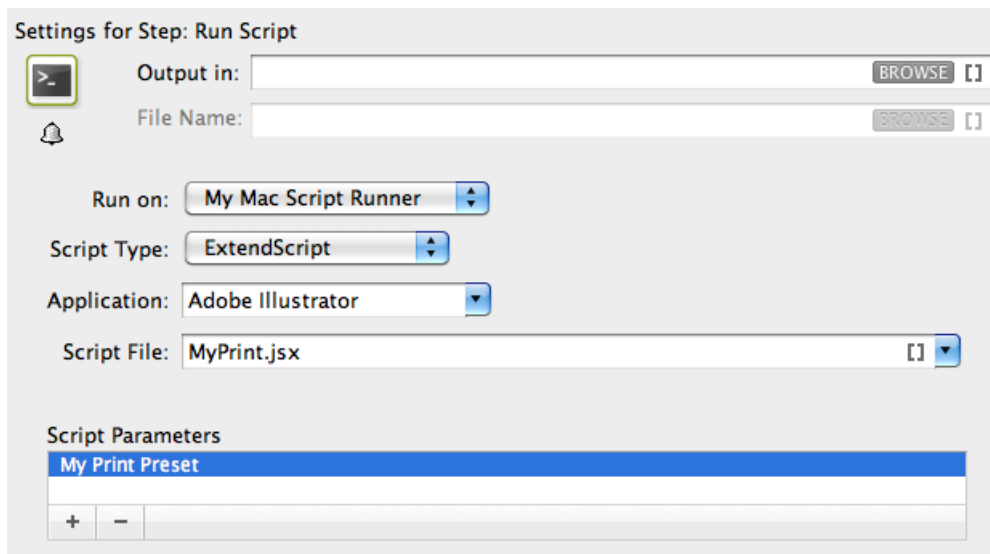 Settings for Step: Run Script
Output in: BROWSE []
File Name: BROWSE []
Run on: My Mac Script Runner
Script Type: ExtendScript
Application: Adobe Illustrator
Script File: MyPrint.jsx []
Script Parameters
My Print Preset
+ −